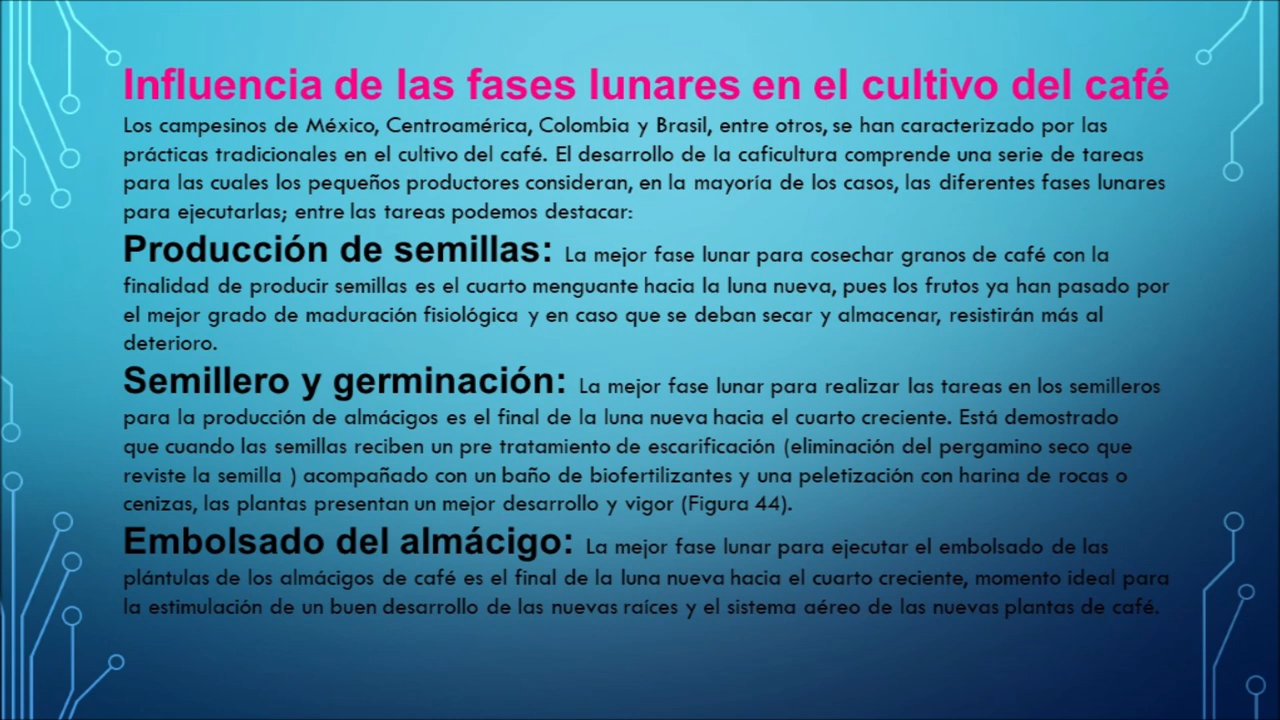 Influencia de las fases lunares en el cultivo del café
Los campesinos de México, Centroamérica, Colombia y Brasil, entre otros, se han caracterizado por las
prácticas tradicionales en el cultivo del café. El desarrollo de la caficultura comprende una serie de tareas
para las cuales los pequeños productores consideran, en la mayoría de los casos, las diferentes fases lunares
para ejecutarlas; entre las tareas podemos destacar:
Producción de semillas: La mejor fase lunar para cosechar granos de café con la
finalidad de producir semillas es el cuarto menguante hacia la luna nueva, pues los frutos ya han pasado por
el mejor grado de maduración fisiológica y en caso que se deban secar y almacenar, resistirán más al
deterioro.
Semillero y germinación: La mejor fase lunar para realizar las tareas en los semilleros
para la producción de almácigos es el final de la luna nueva hacia el cuarto creciente. Está demostrado
que cuando las semillas reciben un pre tratamiento de escarificación (eliminación del pergamino seco que
reviste la semilla ) acompañado con un baño de biofertilizantes y una peletización con harina de rocas o
cenizas, las plantas presentan un mejor desarrollo y vigor (Figura 44).
Embolsado del almácigo: La mejor fase lunar para ejecutar el embolsado de las
plántulas de los almácigos de café es el final de la luna nueva hacia el cuarto creciente, momento ideal para
la estimulación de un buen desarrollo de las nuevas raíces y el sistema aéreo de las nuevas plantas de café.